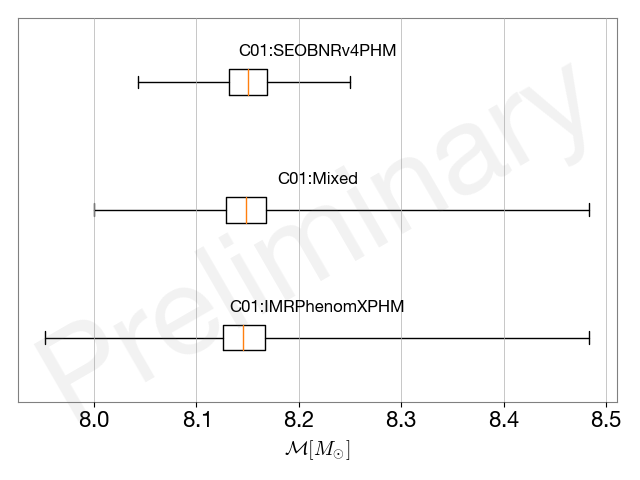 C01:SEOBNRv4PHM
C01:Mixed
C01:IMRPhenomXPHM
Preliminary
8.0 8.1 8.2 8.3 8.4 8.5
ℳ[M⊙]